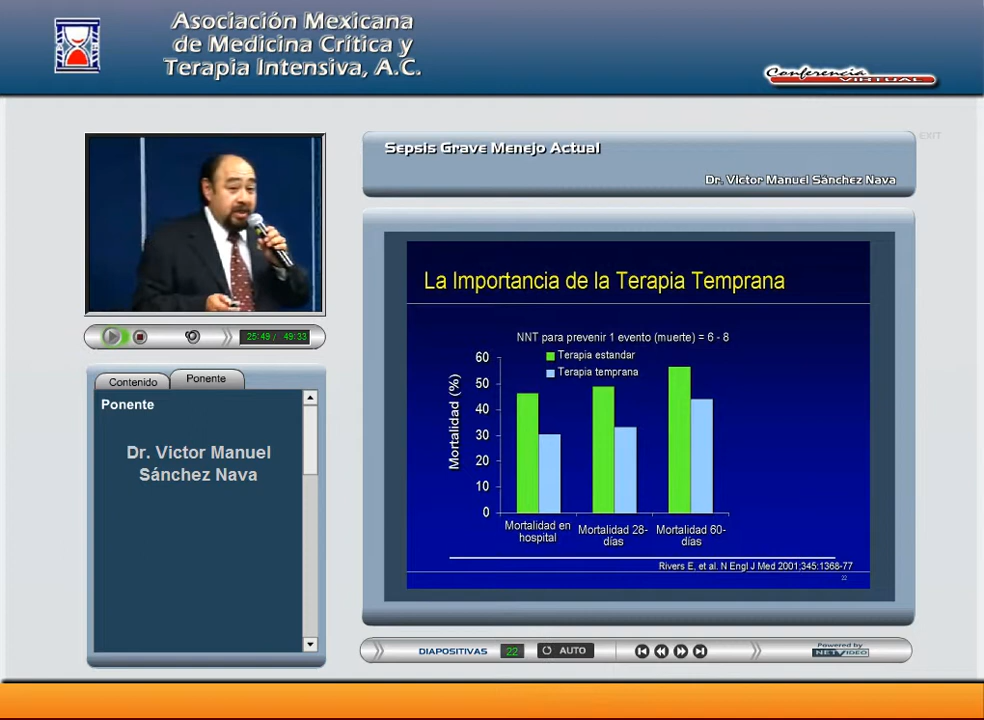 Asociación Mexicana
de Medicina Crítica y
Terapia Intensiva, A.C.
Conferencia
VIRTUAL
EXIT
Sepsis Grave Menejo Actual
Dr. Victor Manuel Sánchez Nava
25:49 / 49:33
Contenido
Ponente
Ponente
Dr. Victor Manuel
Sánchez Nava
La Importancia de la Terapia Temprana
NNT para prevenir 1 evento (muerte) = 6 - 8
Terapia estandar
Terapia temprana
Mortalidad (%)
60
50
40
30
20
10
0
Mortalidad en
hospital
Mortalidad 28-
días
Mortalidad 60-
días
Rivers E, et al. N Engl J Med 2001;345:1368-77
22
DIAPOSITIVAS 22 AUTO
Powered by
NETVIDEO